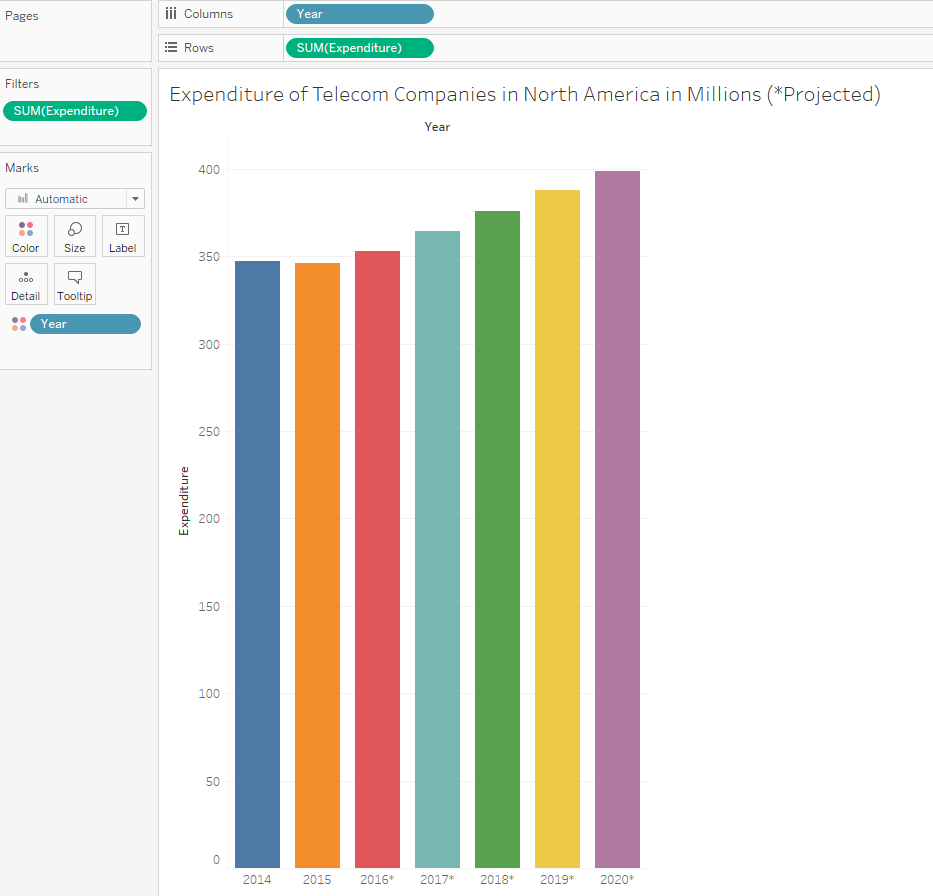 Pages
Columns
Year
Rows
SUM(Expenditure)
Filters
SUM(Expenditure)
Marks
Automatic
Color
Size
Label
Detail
Tooltip
Year
Expenditure of Telecom Companies in North America in Millions (*Projected)
Year
400
350
300
250
200
150
100
50
0
Expenditure
2014 2015 2016* 2017* 2018* 2019* 2020*